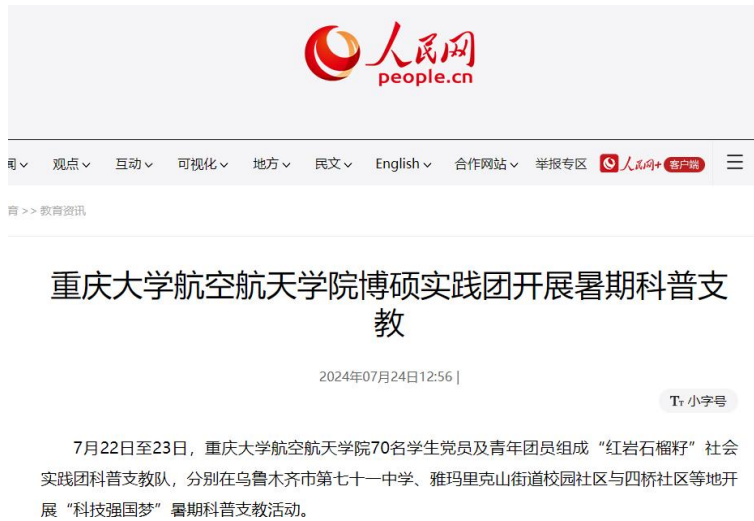 人民网
people.cn
闻 观点 互动 可视化 地方 民文 English 合作网站 举报专区 人民网+ 客户端
育 >> 教育资讯
重庆大学航空航天学院博硕实践团开展暑期科普支
教
2024年07月24日12:56 |
TT 小字号
7月22日至23日，重庆大学航空航天学院70名学生党员及青年团员组成“红岩石榴籽”社会
实践团科普支教队，分别在乌鲁木齐市第七十一中学、雅玛里克山街道校园社区与四桥社区等地开
展“科技强国梦”暑期科普支教活动。